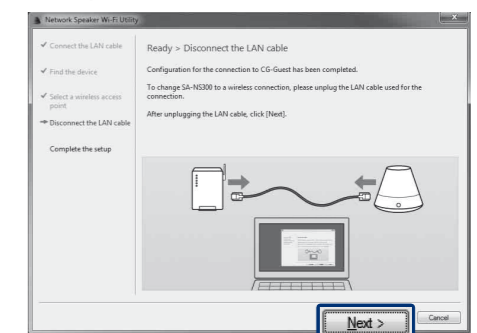 Network Speaker Wi-Fi Utility
Connect the LAN cable
Find the device
Select a wireless access
point
Disconnect the LAN cable
Complete the setup
Ready > Disconnect the LAN cable
Configuration for the connection to CG-Guest has been completed.
To change SA-NS300 to a wireless connection, please unplug the LAN cable used for the
connection.
After unplugging the LAN cable, click [Next].
Next >
Cancel